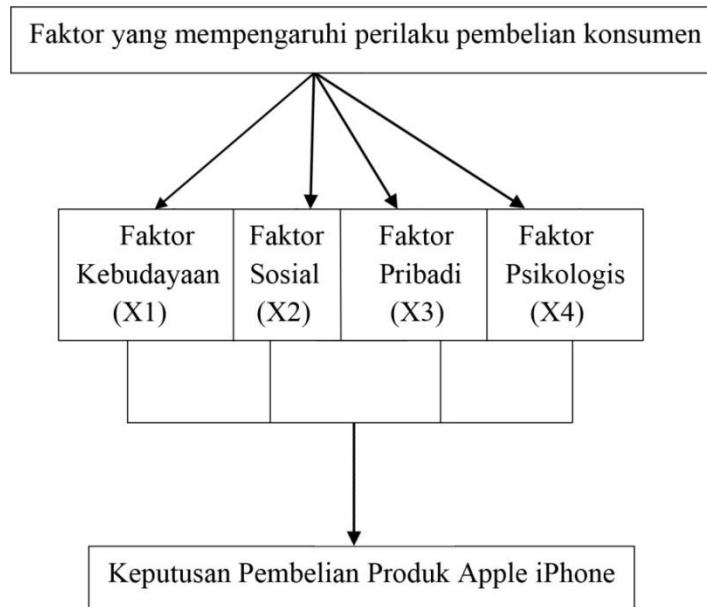 Faktor yang mempengaruhi perilaku pembelian konsumen
Faktor
Kebudayaan
(X1)
Faktor
Sosial
(X2)
Faktor
Pribadi
(X3)
Faktor
Psikologis
(X4)
Keputusan Pembelian Produk Apple iPhone